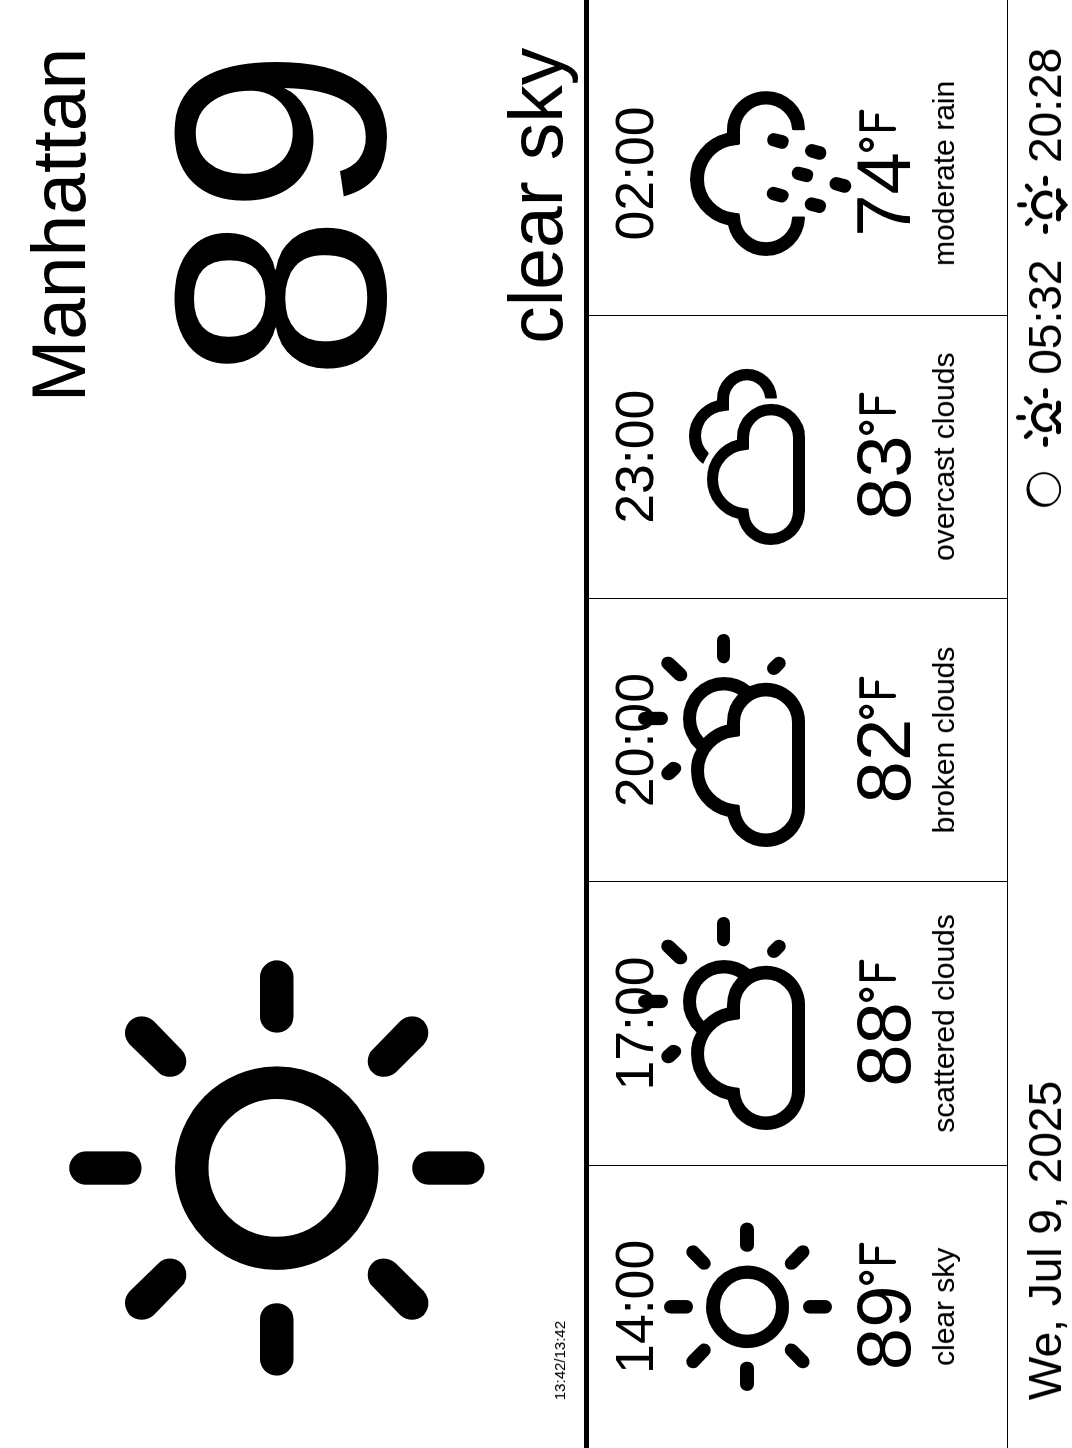 Manhattan
89
clear sky
13:42/13:42
14:00
89°F
clear sky
17:00
88°F
scattered clouds
20:00
82°F
broken clouds
23:00
83°F
overcast clouds
02:00
74°F
moderate rain
We, Jul 9, 2025
05:32
20:28